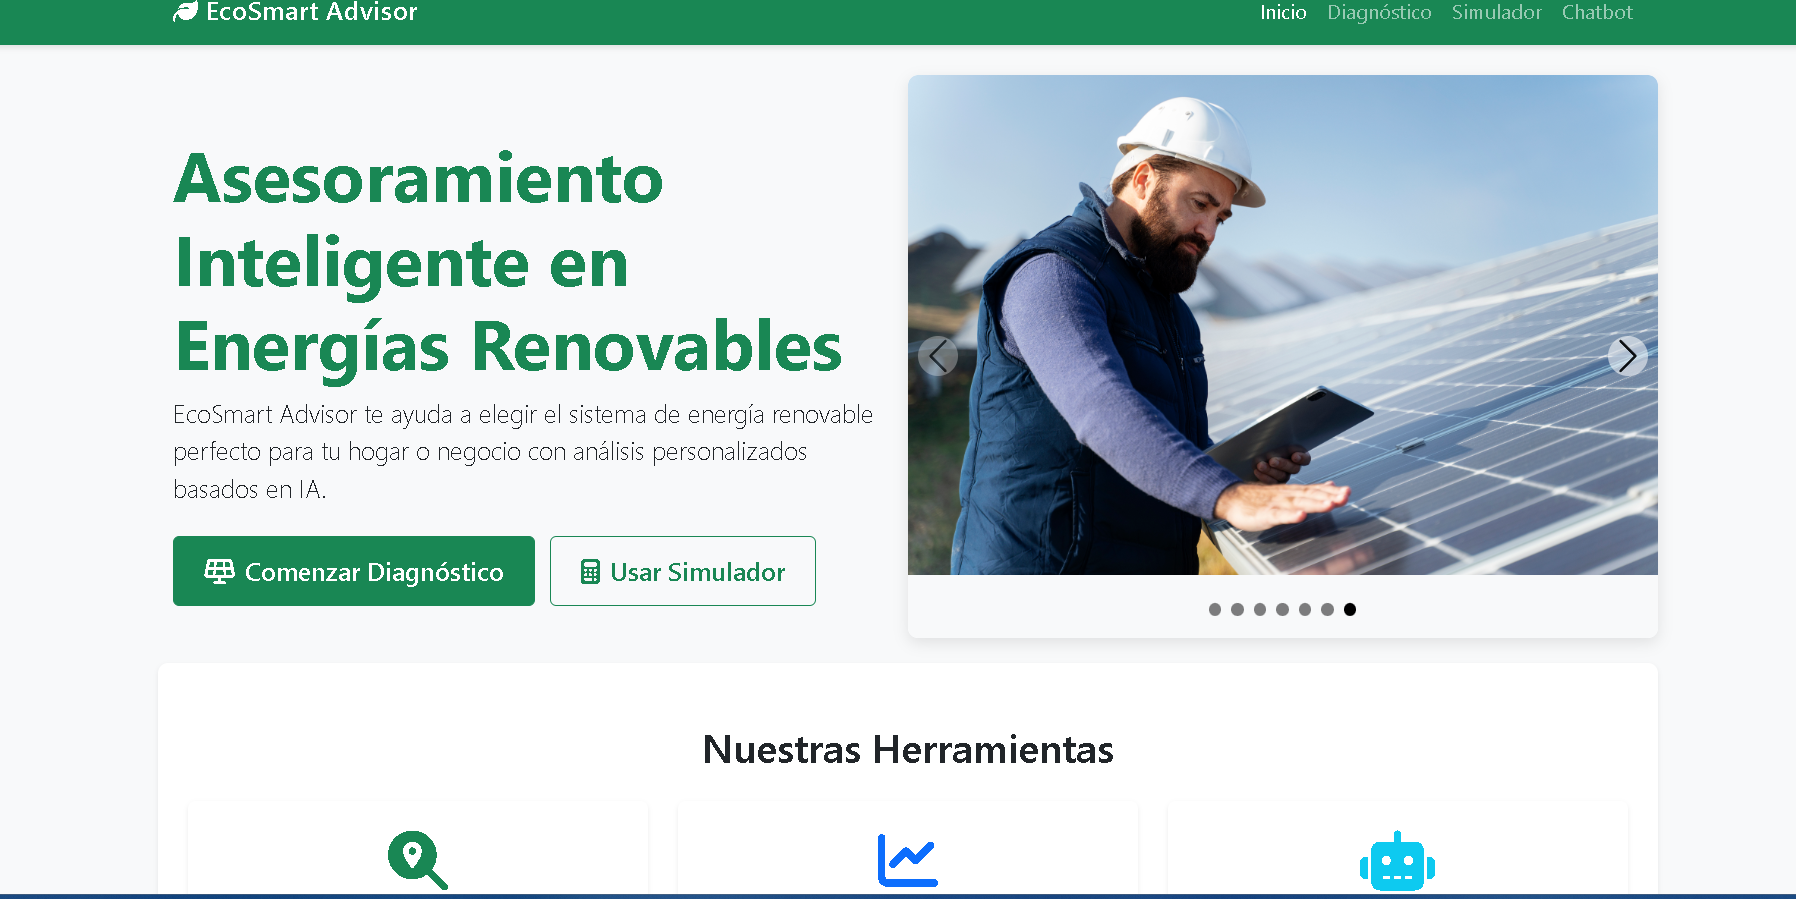 EcoSmart Advisor
Inicio Diagnóstico Simulador Chatbot
Asesoramiento
Inteligente en
Energías Renovables
EcoSmart Advisor te ayuda a elegir el sistema de energía renovable
perfecto para tu hogar o negocio con análisis personalizados
basados en IA.
Comenzar Diagnóstico
Usar Simulador
Nuestras Herramientas